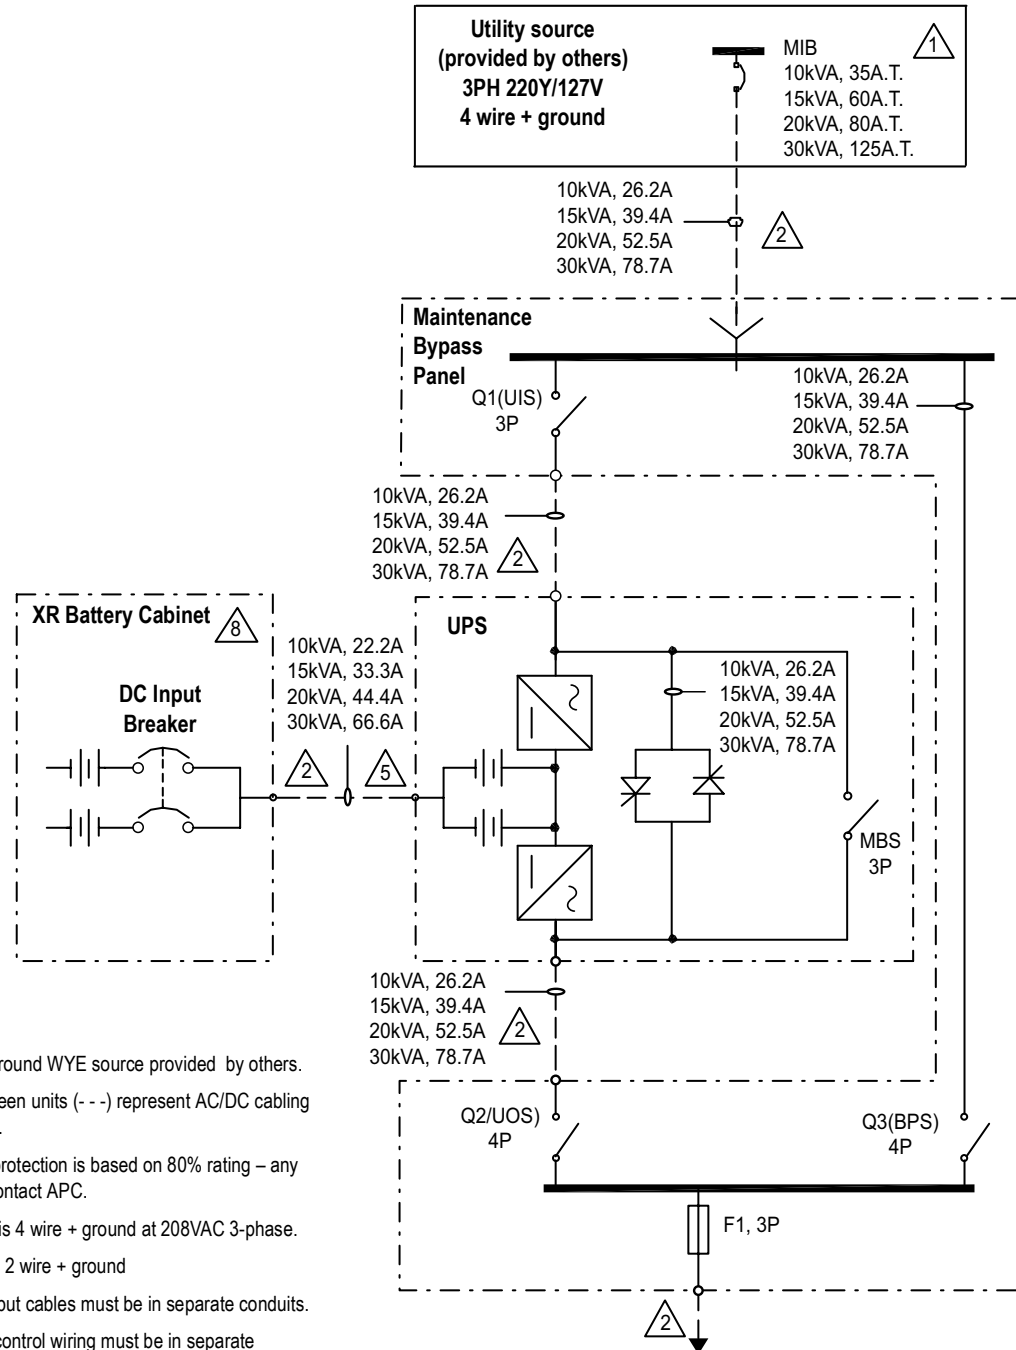 Utility source
(provided by others)
3PH 220Y/127V
4 wire + ground
MIB
10kVA, 35A.T.
15kVA, 60A.T.
20kVA, 80A.T.
30kVA, 125A.T.
1
10kVA, 26.2A
15kVA, 39.4A
20kVA, 52.5A
30kVA, 78.7A
2
Maintenance
Bypass
Panel
Q1(UIS)
3P
10kVA, 26.2A
15kVA, 39.4A
20kVA, 52.5A
30kVA, 78.7A
10kVA, 26.2A
15kVA, 39.4A
20kVA, 52.5A
30kVA, 78.7A
2
XR Battery Cabinet
8
DC Input
Breaker
10kVA, 22.2A
15kVA, 33.3A
20kVA, 44.4A
30kVA, 66.6A
2
5
UPS
10kVA, 26.2A
15kVA, 39.4A
20kVA, 52.5A
30kVA, 78.7A
MBS
3P
10kVA, 26.2A
15kVA, 39.4A
20kVA, 52.5A
30kVA, 78.7A
2
Q2/UOS)
4P
Q3(BPS)
4P
F1, 3P
2
round WYE source provided by others.
een units (- - -) represent AC/DC cabling
.
protection is based on 80% rating – any
ontact APC.
is 4 wire + ground at 208VAC 3-phase.
2 wire + ground
out cables must be in separate conduits.
control wiring must be in separate